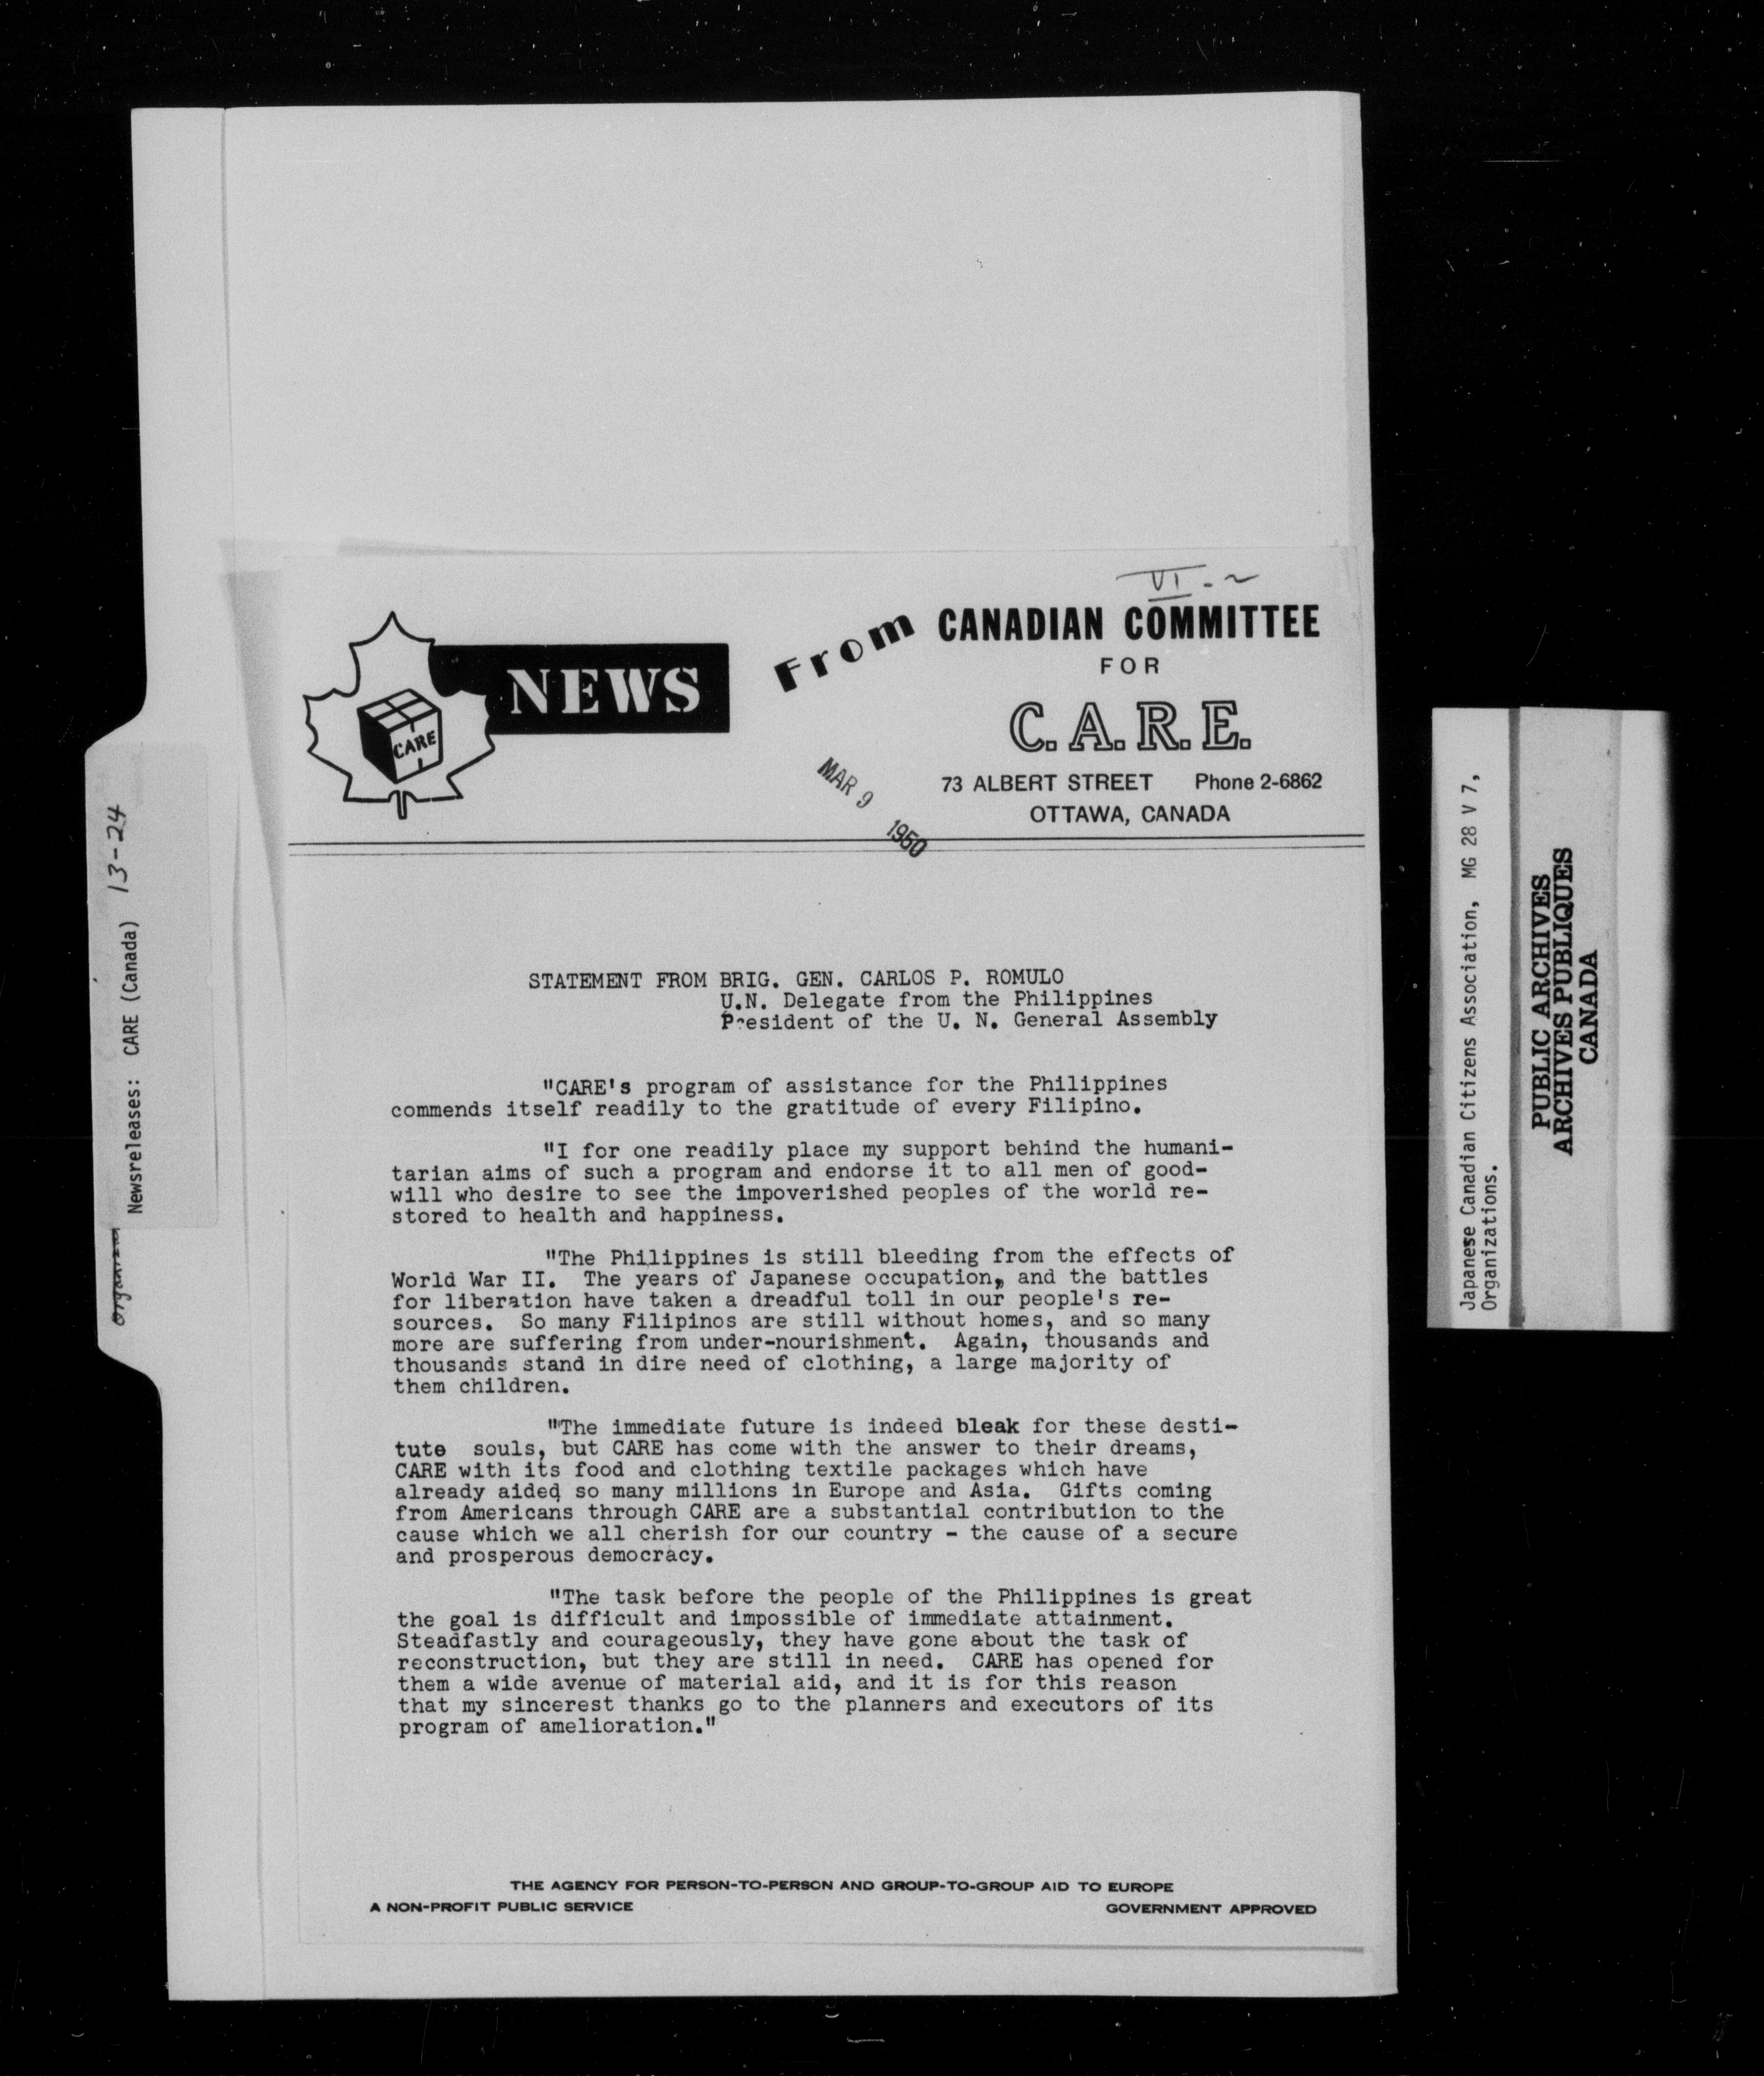 VI - 2
CARE
NEWS
From
CANADIAN COMMITTEE
FOR
C.A.R.E.
73 ALBERT STREET Phone 2-6862
OTTAWA, CANADA
MAR 9 1950
STATEMENT FROM BRIG. GEN. CARLOS P. ROMULO
U.N. Delegate from the Philippines
President of the U. N. General Assembly
"CARE's program of assistance for the Philippines
commends itself readily to the gratitude of every Filipino.
"I for one readily place my support behind the humani-
tarian aims of such a program and endorse it to all men of good-
will who desire to see the impoverished peoples of the world re-
stored to health and happiness.
"The Philippines is still bleeding from the effects of
World War II. The years of Japanese occupation, and the battles
for liberation have taken a dreadful toll in our people's re-
sources. So many Filipinos are still without homes, and so many
more are suffering from under-nourishment. Again, thousands and
thousands stand in dire need of clothing, a large majority of
them children.
"The immediate future is indeed bleak for these desti-
tute souls, but CARE has come with the answer to their dreams,
CARE with its food and clothing textile packages which have
already aided so many millions in Europe and Asia. Gifts coming
from Americans through CARE are a substantial contribution to the
cause which we all cherish for our country - the cause of a secure
and prosperous democracy.
"The task before the people of the Philippines is great
the goal is difficult and impossible of immediate attainment.
Steadfastly and courageously, they have gone about the task of
reconstruction, but they are still in need. CARE has opened for
them a wide avenue of material aid, and it is for this reason
that my sincerest thanks go to the planners and executors of its
program of amelioration."
THE AGENCY FOR PERSON-TO-PERSON AND GROUP-TO-GROUP AID TO EUROPE
A NON-PROFIT PUBLIC SERVICE GOVERNMENT APPROVED
Newsreleases: CARE (Canada) 13-24
Japanese Canadian Citizens Association, MG 28 V 7,
Organizations.
PUBLIC ARCHIVES
ARCHIVES PUBLIQUES
CANADA